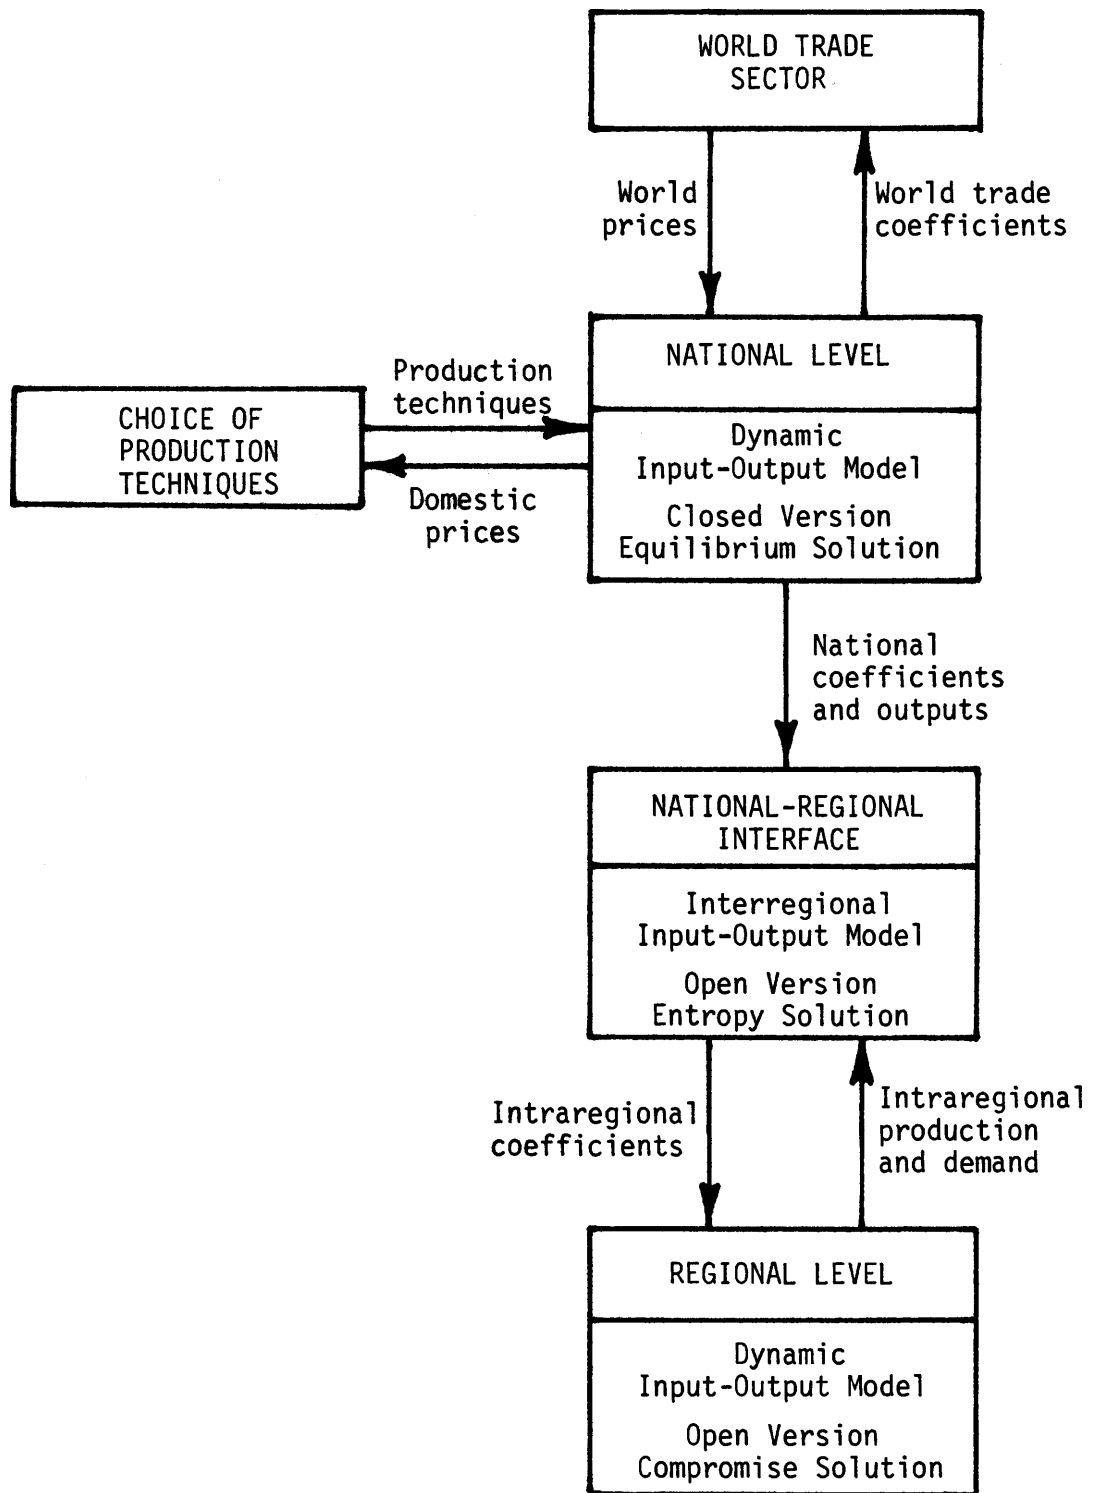 WORLD TRADE
SECTOR
World
prices
World trade
coefficients
NATIONAL LEVEL
Production
techniques
CHOICE OF
PRODUCTION
TECHNIQUES
Domestic
prices
Dynamic
Input-Output Model
Closed Version
Equilibrium Solution
National
coefficients
and outputs
NATIONAL-REGIONAL
INTERFACE
Interregional
Input-Output Model
Open Version
Entropy Solution
Intraregional
coefficients
Intraregional
production
and demand
REGIONAL LEVEL
Dynamic
Input-Output Model
Open Version
Compromise Solution